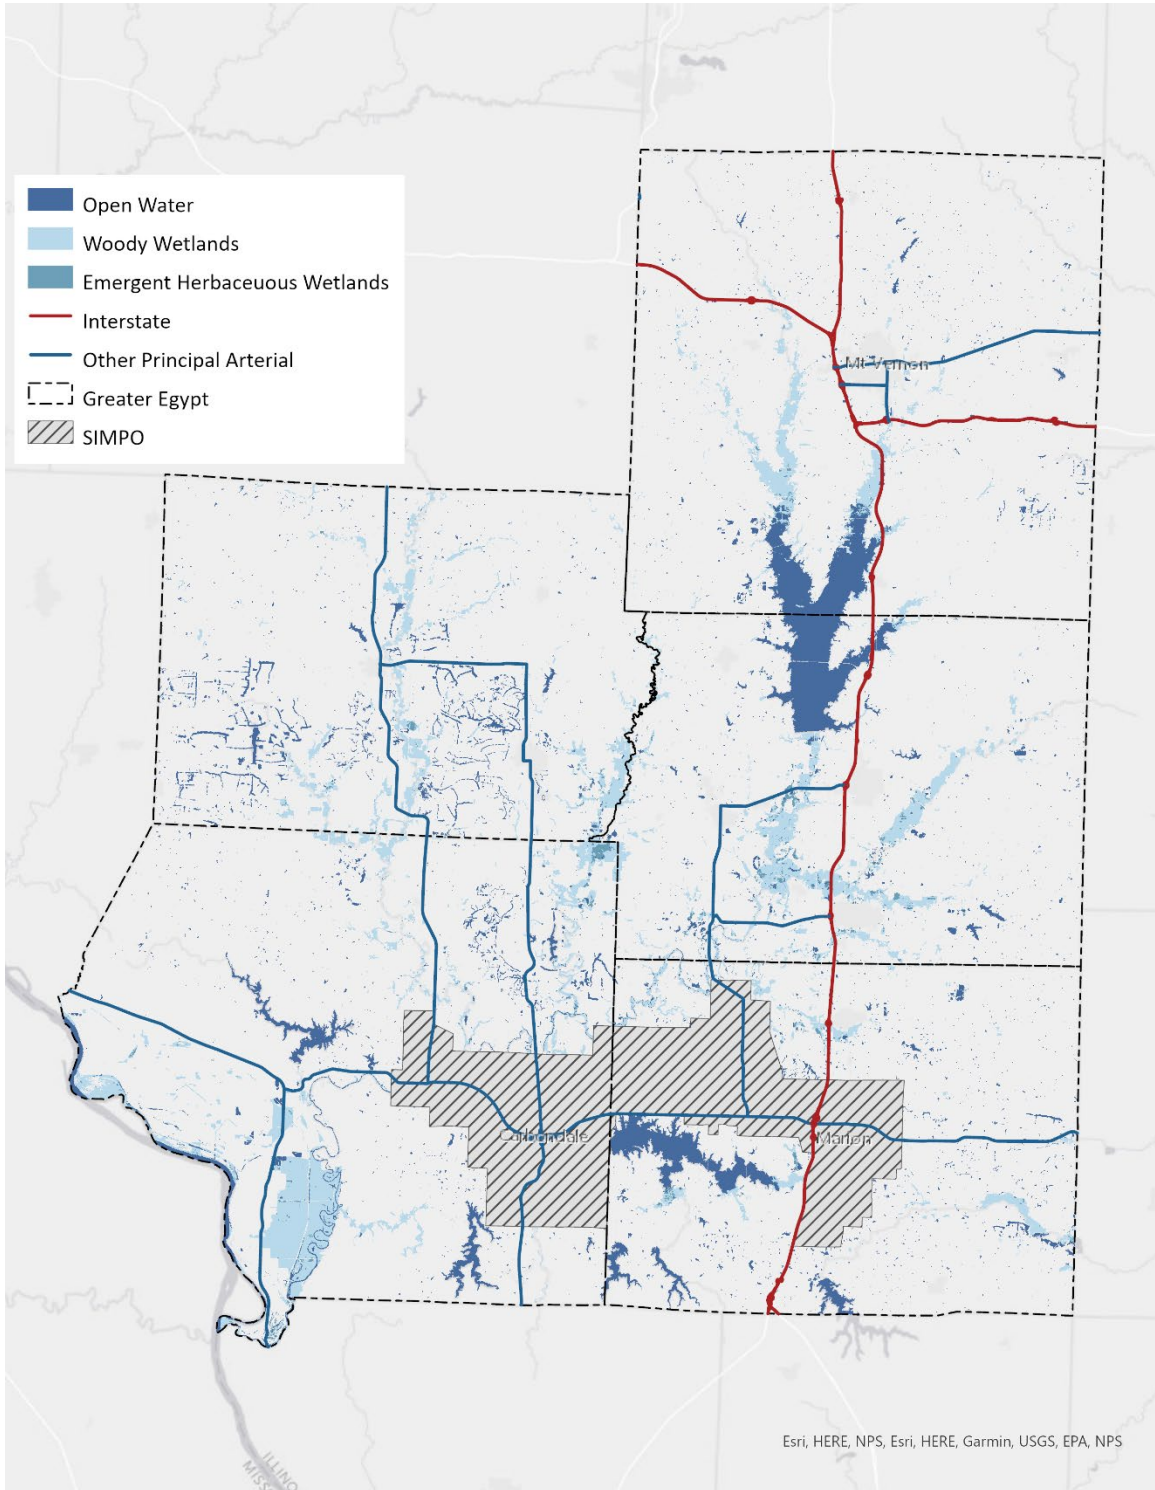 Open Water
Woody Wetlands
Emergent Herbaceuous Wetlands
Interstate
Other Principal Arterial
Greater Egypt
SIMPO
Mt Vernon
Carbondale
Marion
Esri, HERE, NPS, Esri, HERE, Garmin, USGS, EPA, NPS